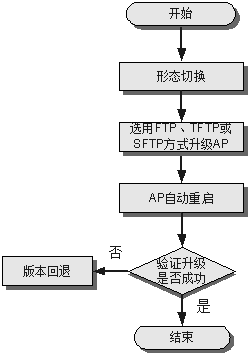 开始
形态切换
选用FTP、TFTP或
SFTP方式升级AP
AP自动重启
验证升级
是否成功
否
版本回退
是
结束